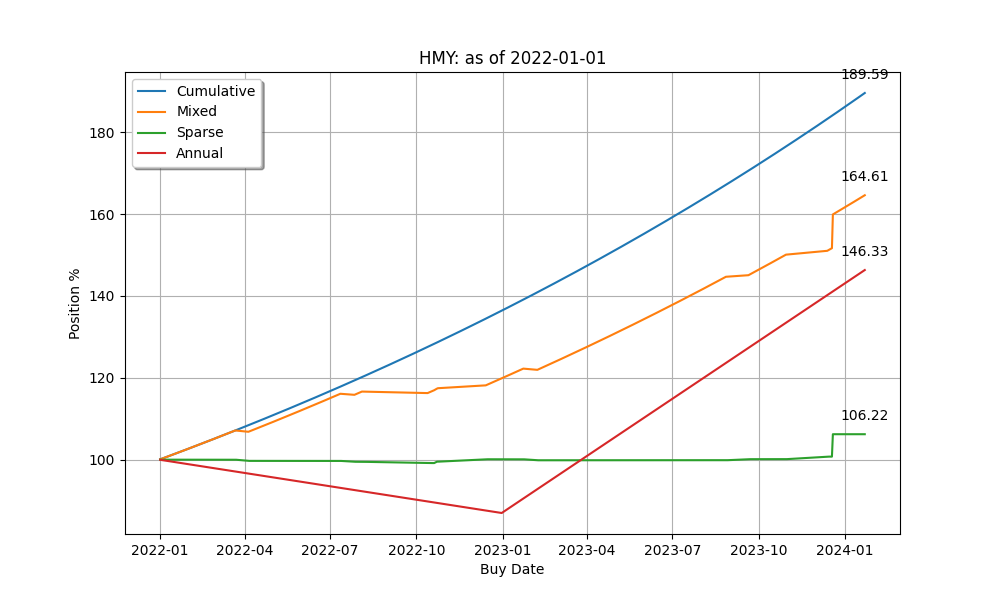 HMY: as of 2022-01-01
189.59
Cumulative
Mixed
Sparse
Annual
180
164.61
160
146.33
140
120
106.22
100
Position %
2022-01 2022-04 2022-07 2022-10 2023-01 2023-04 2023-07 2023-10 2024-01
Buy Date